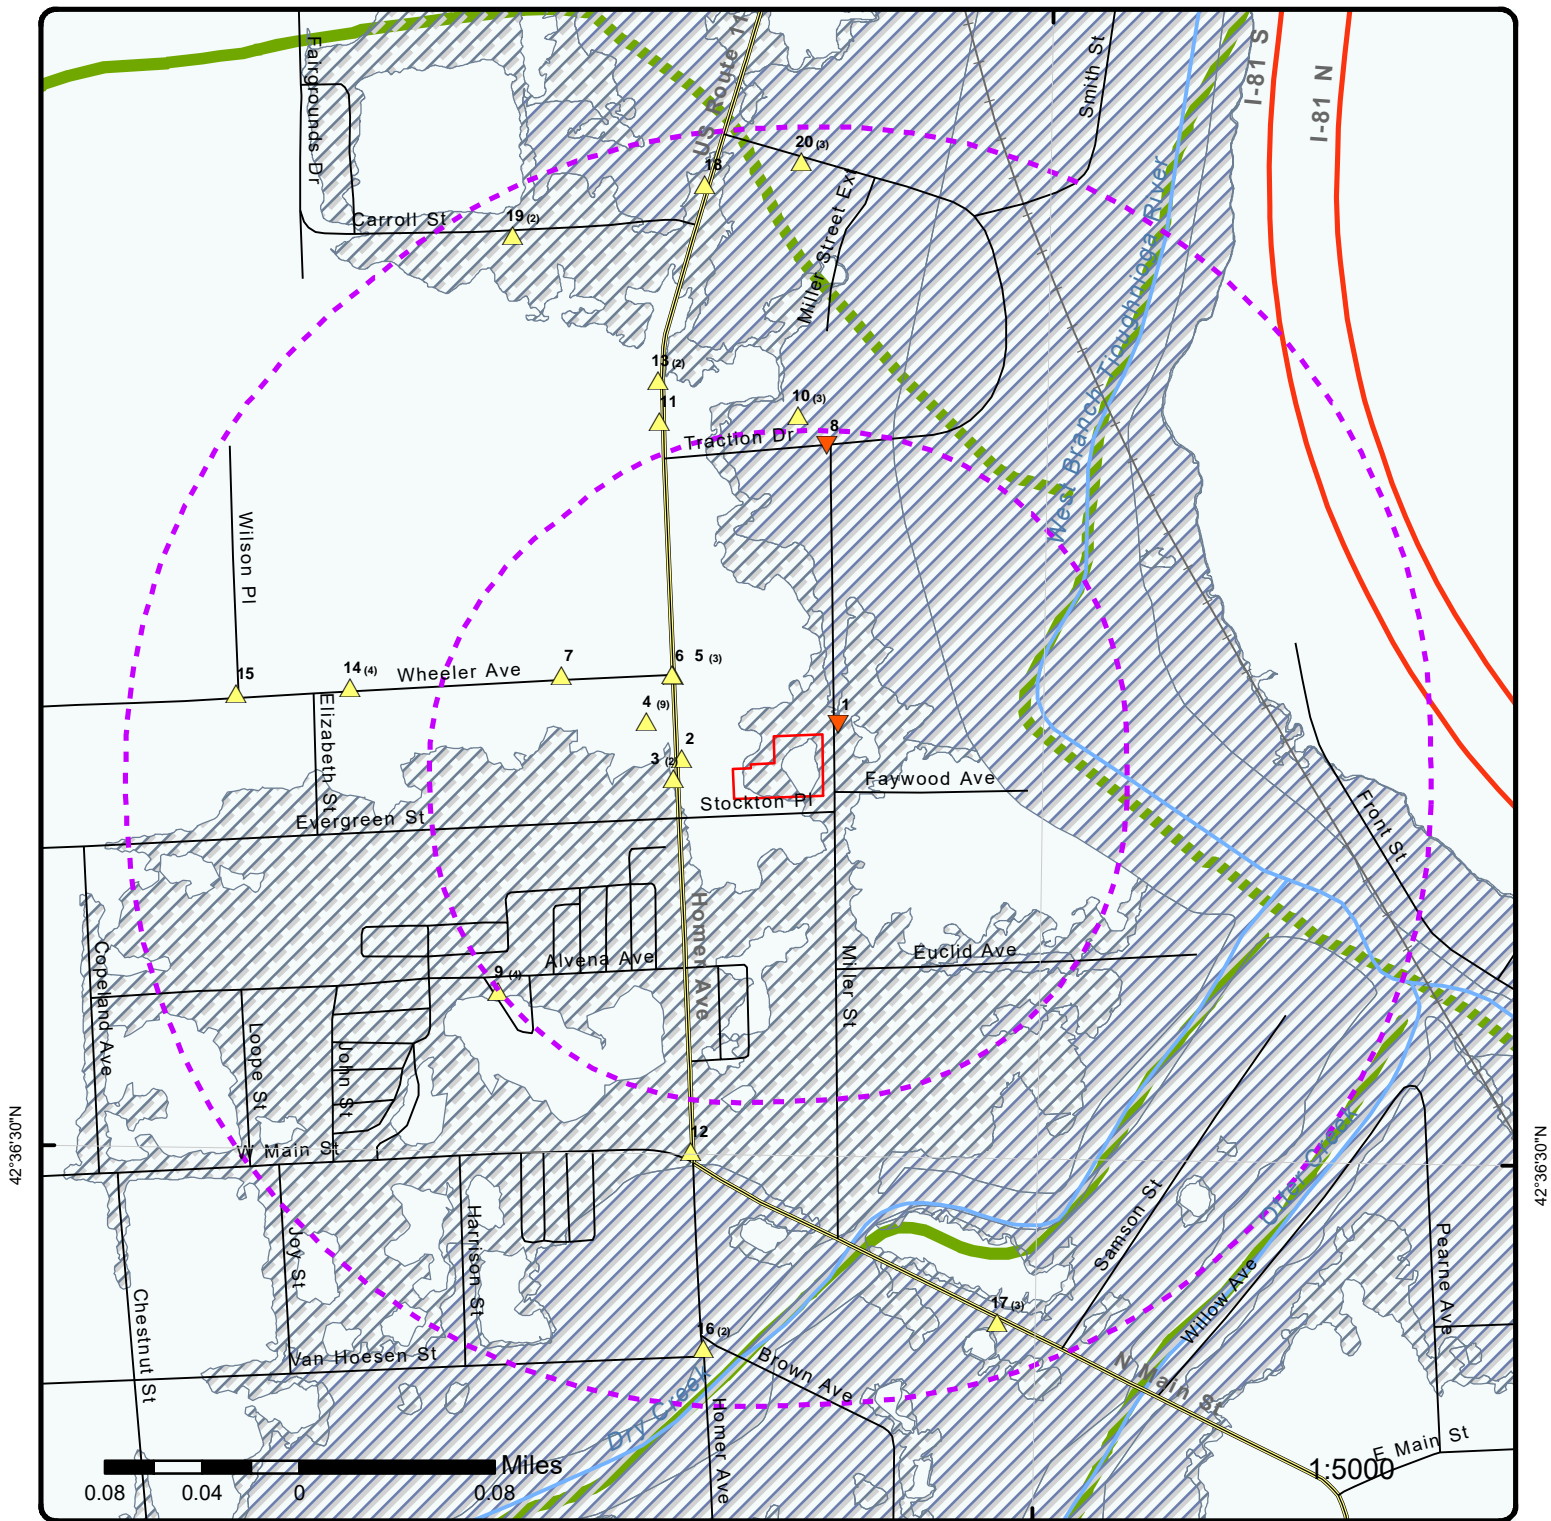 Fairgrounds Dr
US Route 11
Smith St
I-81 S
I-81 N
20 (3)
18
19 (2)
Carroll St
Miller Street Ext
West Branch Tioughnioga River
13 (2)
11
10 (3)
8
Traction Dr
Wilson Pl
15
14 (4)
Wheeler Ave
7
6
5 (3)
4 (9)
1
2
3 (2)
Elizabeth St
Faywood Ave
Stockton Pl
Evergreen St
Front St
Homer Ave
Copeland Ave
Alvena Ave
9 (4)
Miller St
Euclid Ave
Loope St
John St
42°36'30"N
42°36'30"N
12
W Main St
Otter Creek
Samson St
Joy St
Harrison St
Chestnut St
Willow Ave
Pearne Ave
17 (3)
16 (2)
Van Hoesen St
Brown Ave
N Main St
Dry Creek
Homer Ave
E Main St
Miles
0.08
0.04
0
0.08
1:5000